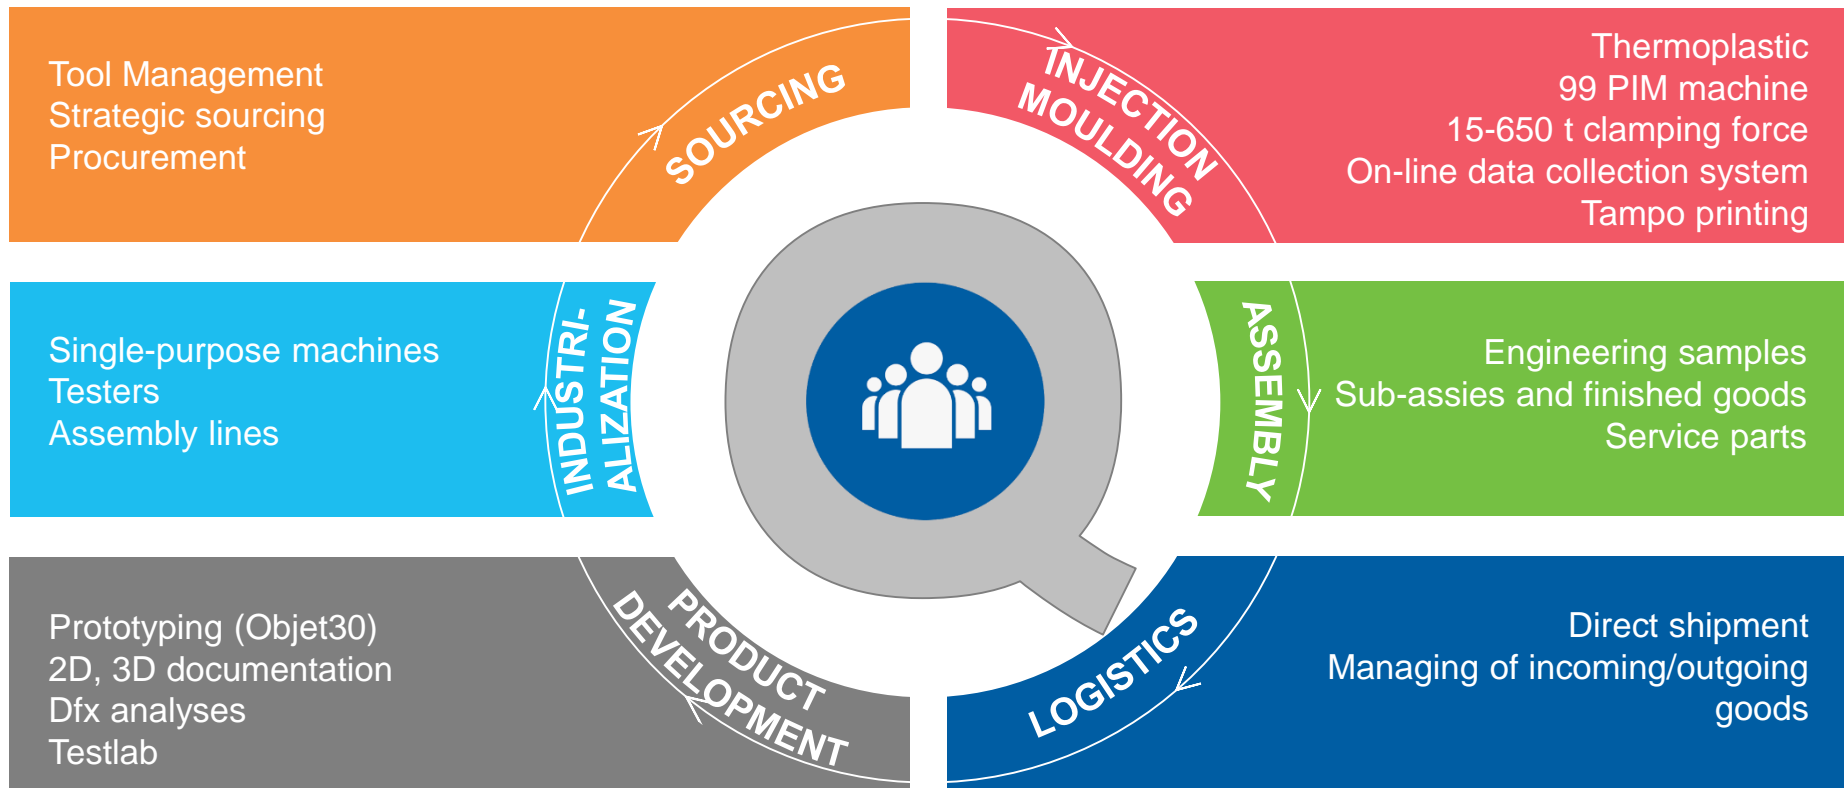 Tool Management
Strategic sourcing
Procurement
SOURCING
INJECTION
MOULDING
Thermoplastic
99 PIM machine
15-650 t clamping force
On-line data collection system
Tampo printing
Single-purpose machines
Testers
Assembly lines
INDUSTRI-
ALIZATION
ASSEMBLY
Engineering samples
Sub-assies and finished goods
Service parts
Prototyping (Objet30)
2D, 3D documentation
Dfx analyses
Testlab
PRODUCT
DEVELOPMENT
LOGISTICS
Direct shipment
Managing of incoming/outgoing
goods